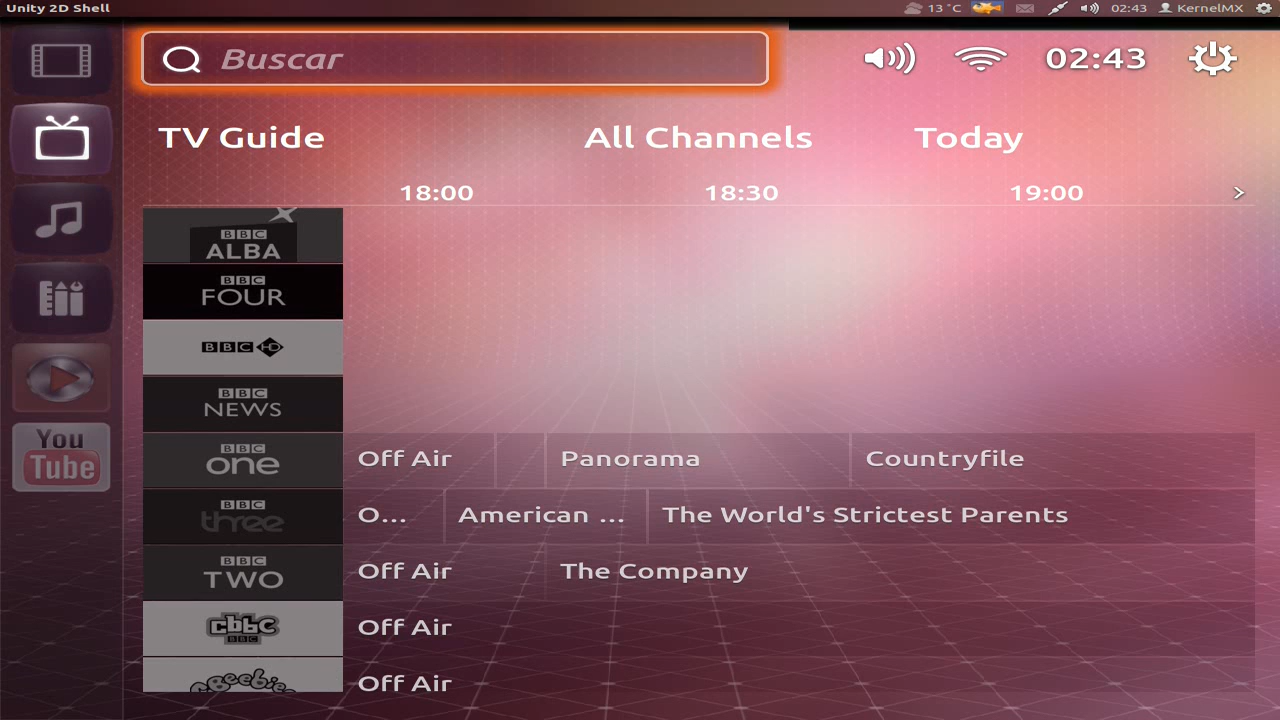 Unity 2D Shell 13 °C 02:43 KernelMX
Buscar 02:43
TV Guide All Channels Today
18:00 18:30 19:00 >
BBC
ALBA
BBC
FOUR
BBC HD
BBC
NEWS
BBC
one Off Air Panorama Countryfile
BBC
three O... American ... The World's Strictest Parents
BBC
TWO Off Air The Company
cbbc Off Air
BBC
cbeebies Off Air
You
Tube